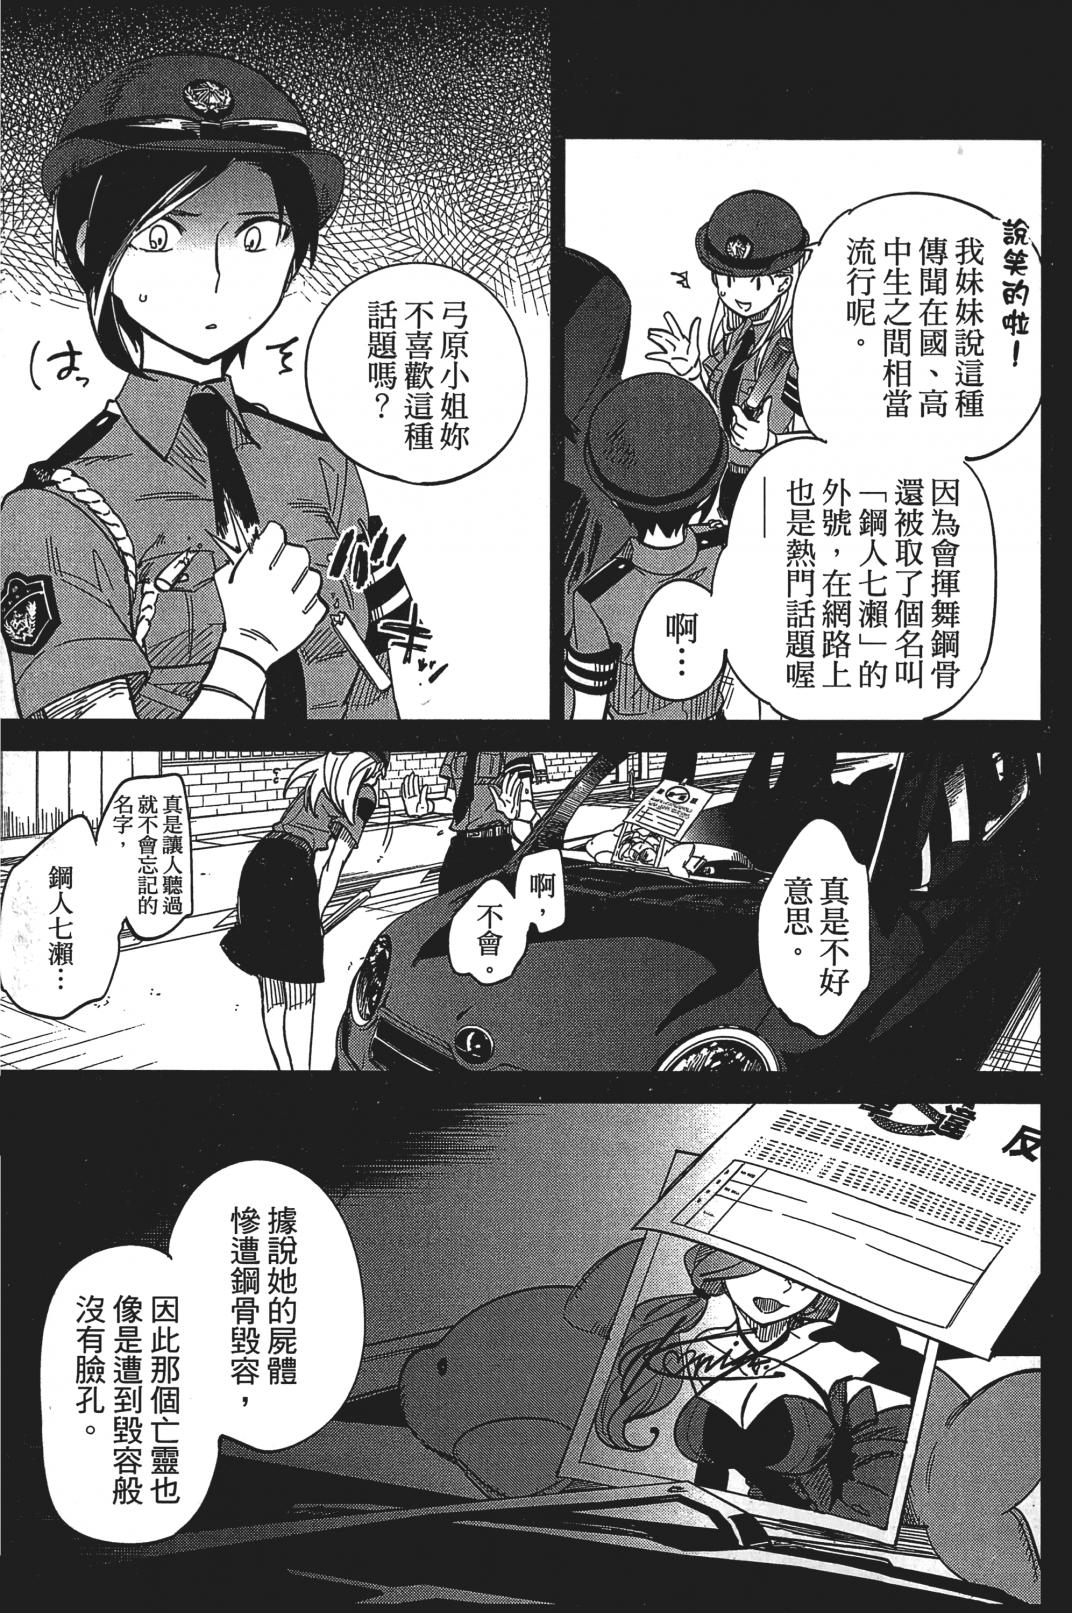 說笑的啦！
我妹妹說這種
傳聞在國、高
中生之間相當
流行呢。
因為會揮舞鋼骨
還被取了個名叫
「鋼人七瀨」的
外號，在網路上
也是熱門話題喔
——
啊…
弓原小姐妳
不喜歡這種
話題嗎？
はっ
真是不好
意思。
啊，
不會。
真是讓人聽過
就不會忘記的
名字，
鋼人七瀨…
違
反
據說她的屍體
慘遭鋼骨毀容，
因此那個亡靈也
像是遭到毀容般
沒有臉孔。